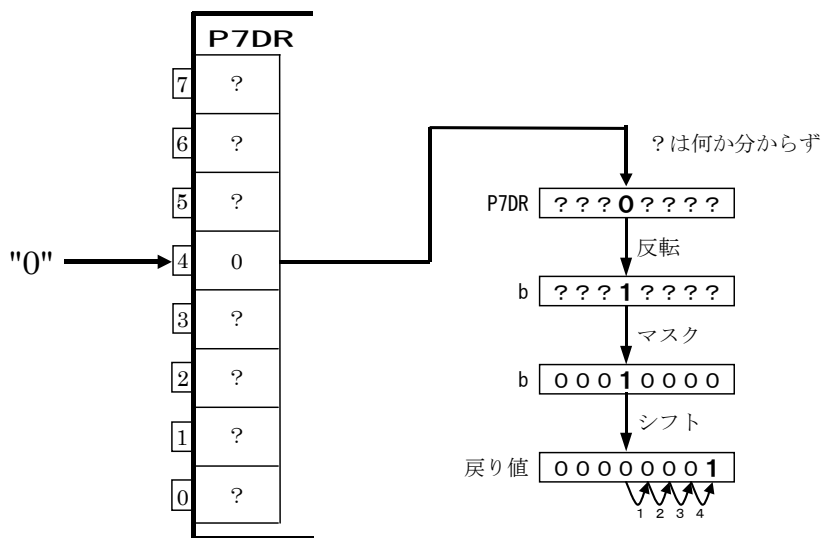 P7DR
7 ?
6 ?
5 ?
"0" 4 0
3 ?
2 ?
1 ?
0 ?
?は何か分からず
P7DR ???0????
反転
b ???1????
マスク
b 00010000
シフト
戻り値 00000001
1 2 3 4